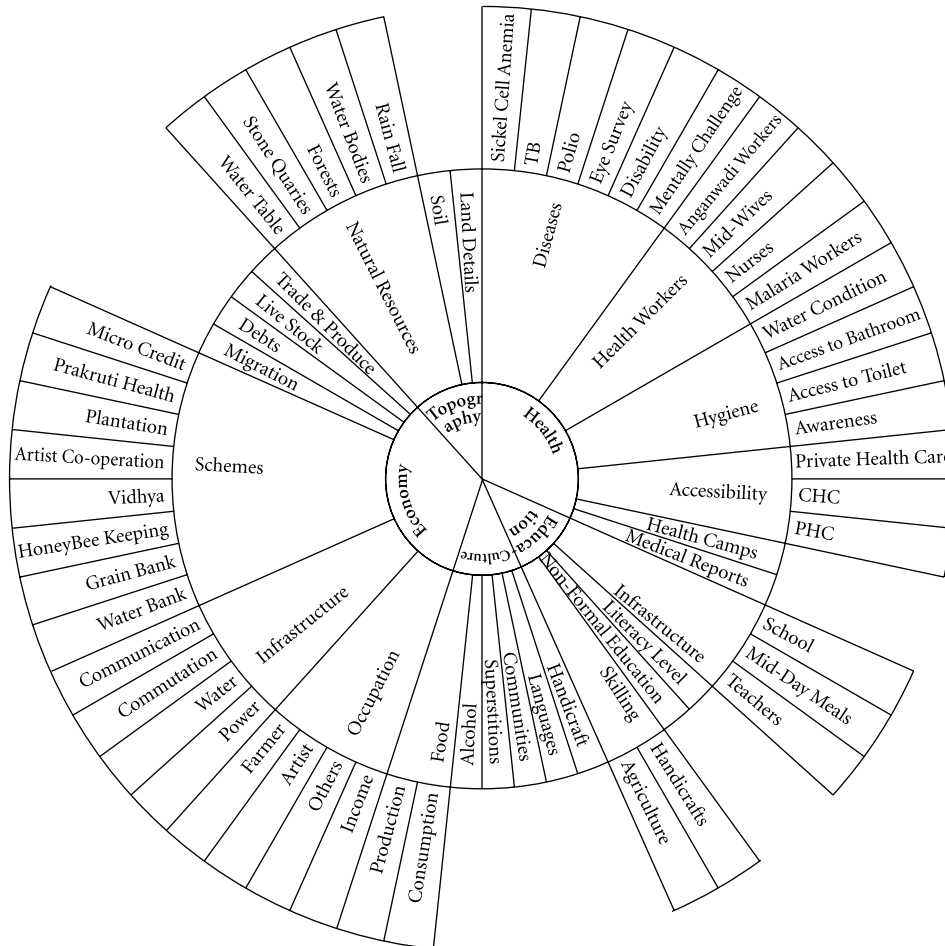 Topogr
aphy
Health
Educa-
tion
Culture
Economy
Land Details
Soil
Natural Resources
Rain Fall
Water Bodies
Forests
Stone Quaries
Water Table
Diseases
Sickel Cell Anemia
TB
Polio
Eye Survey
Disability
Mentally Challenge
Health Workers
Anganwadi Workers
Mid-Wives
Nurses
Malaria Workers
Hygiene
Water Condition
Access to Bathroom
Access to Toilet
Awareness
Accessibility
Private Health Care
CHC
PHC
Health Camps
Medical Reports
Infrastructure
School
Mid-Day Meals
Teachers
Literacy Level
Non-Formal Education
Skilling
Handicrafts
Agriculture
Handicraft
Languages
Communities
Superstitions
Alcohol
Food
Consumption
Production
Occupation
Income
Others
Artist
Farmer
Infrastructure
Power
Water
Commutation
Communication
Schemes
Water Bank
Grain Bank
HoneyBee Keeping
Vidhya
Artist Co-operation
Plantation
Prakruti Health
Micro Credit
Migration
Debts
Live Stock
Trade & Produce